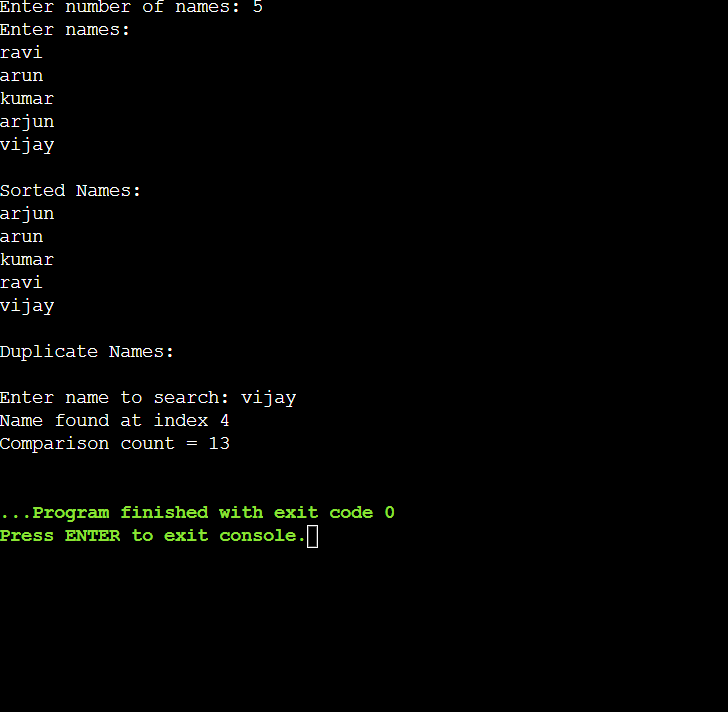 Enter number of names: 5
Enter names:
ravi
arun
kumar
arjun
vijay
Sorted Names:
arjun
arun
kumar
ravi
vijay
Duplicate Names:
Enter name to search: vijay
Name found at index 4
Comparison count = 13
...Program finished with exit code 0
Press ENTER to exit console.